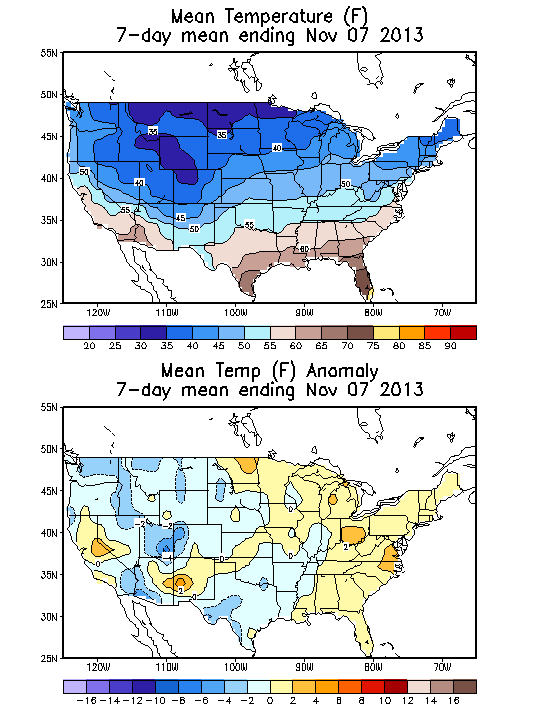 Mean Temperature (F)
7-day mean ending Nov 07 2013
55N
50N
45N
40N
35N
30N
25N
120W 110W 100W 90W 80W 70W
35 35 40 50 40 50 45 50 55 55 60
20 25 30 35 40 45 50 55 60 65 70 75 80 85 90
Mean Temp (F) Anomaly
7-day mean ending Nov 07 2013
55N
50N
45N
40N
35N
30N
25N
120W 110W 100W 90W 80W 70W
0 -2 -2 -4 0 0 0 2 2 0
-16 -14 -12 -10 -8 -6 -4 -2 0 2 4 6 8 10 12 14 16